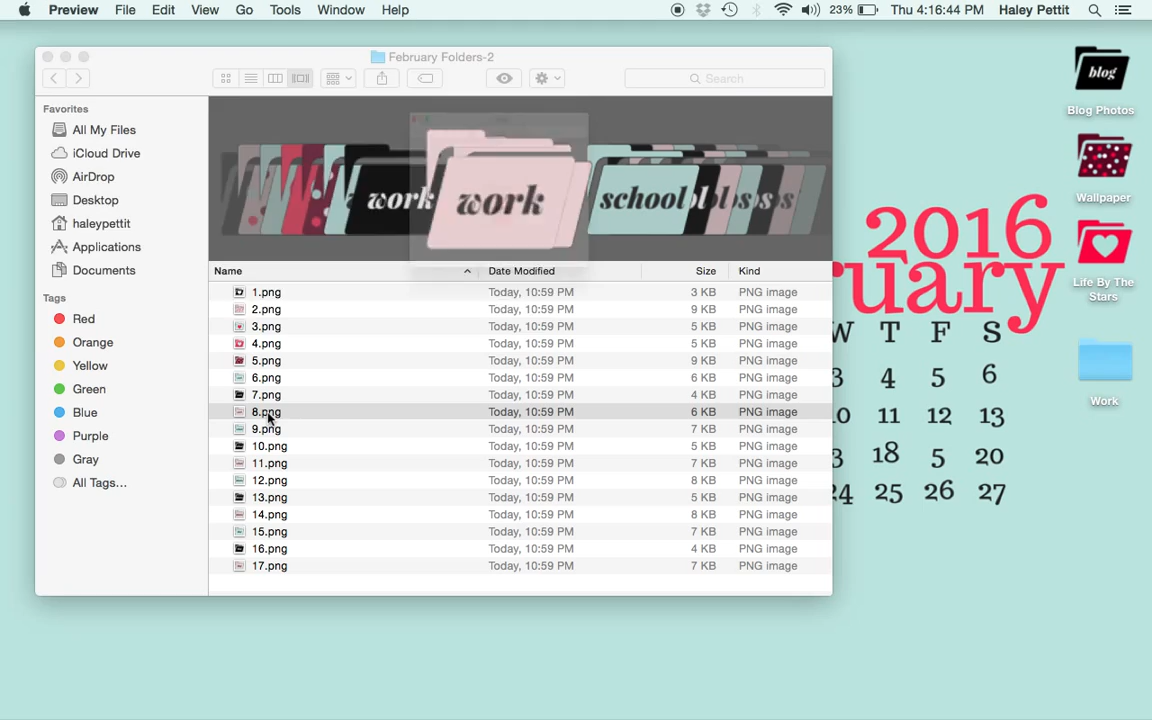 Preview File Edit View Go Tools Window Help 23% Thu 4:16:44 PM Haley Pettit
February Folders-2
Search
Favorites
All My Files
iCloud Drive
AirDrop
Desktop
haleypettit
Applications
Documents
Tags
Red
Orange
Yellow
Green
Blue
Purple
Gray
All Tags...
work work school
Name Date Modified Size Kind
1.png Today, 10:59 PM 3 KB PNG image
2.png Today, 10:59 PM 9 KB PNG image
3.png Today, 10:59 PM 5 KB PNG image
4.png Today, 10:59 PM 5 KB PNG image
5.png Today, 10:59 PM 9 KB PNG image
6.png Today, 10:59 PM 6 KB PNG image
7.png Today, 10:59 PM 4 KB PNG image
8.png Today, 10:59 PM 6 KB PNG image
9.png Today, 10:59 PM 7 KB PNG image
10.png Today, 10:59 PM 5 KB PNG image
11.png Today, 10:59 PM 7 KB PNG image
12.png Today, 10:59 PM 8 KB PNG image
13.png Today, 10:59 PM 5 KB PNG image
14.png Today, 10:59 PM 8 KB PNG image
15.png Today, 10:59 PM 7 KB PNG image
16.png Today, 10:59 PM 4 KB PNG image
17.png Today, 10:59 PM 7 KB PNG image
2016
uary
W T F S
3 4 5 6
10 11 12 13
18 5 20
24 25 26 27
blog
Blog Photos
Wallpaper
Life By The
Stars
Work